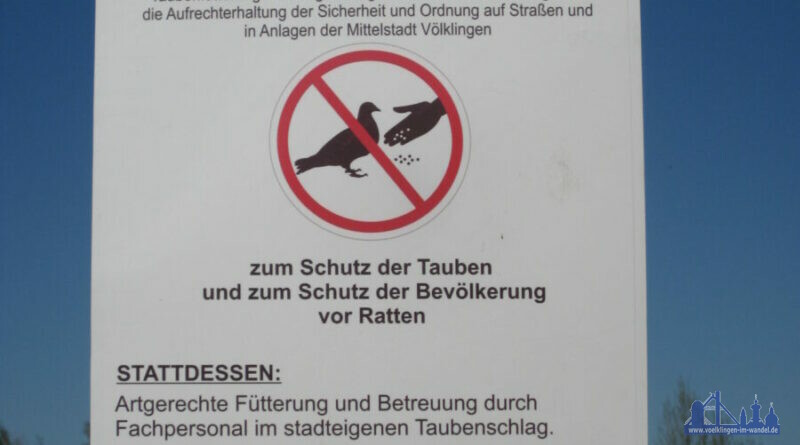 die Aufrechterhaltung der Sicherheit und Ordnung auf Straßen und
in Anlagen der Mittelstadt Völklingen
zum Schutz der Tauben
und zum Schutz der Bevölkerung
vor Ratten
STATTDESSEN:
Artgerechte Fütterung und Betreuung durch
Fachpersonal im stadteigenen Taubenschlag.
www.voelklingen-im-wandel.de